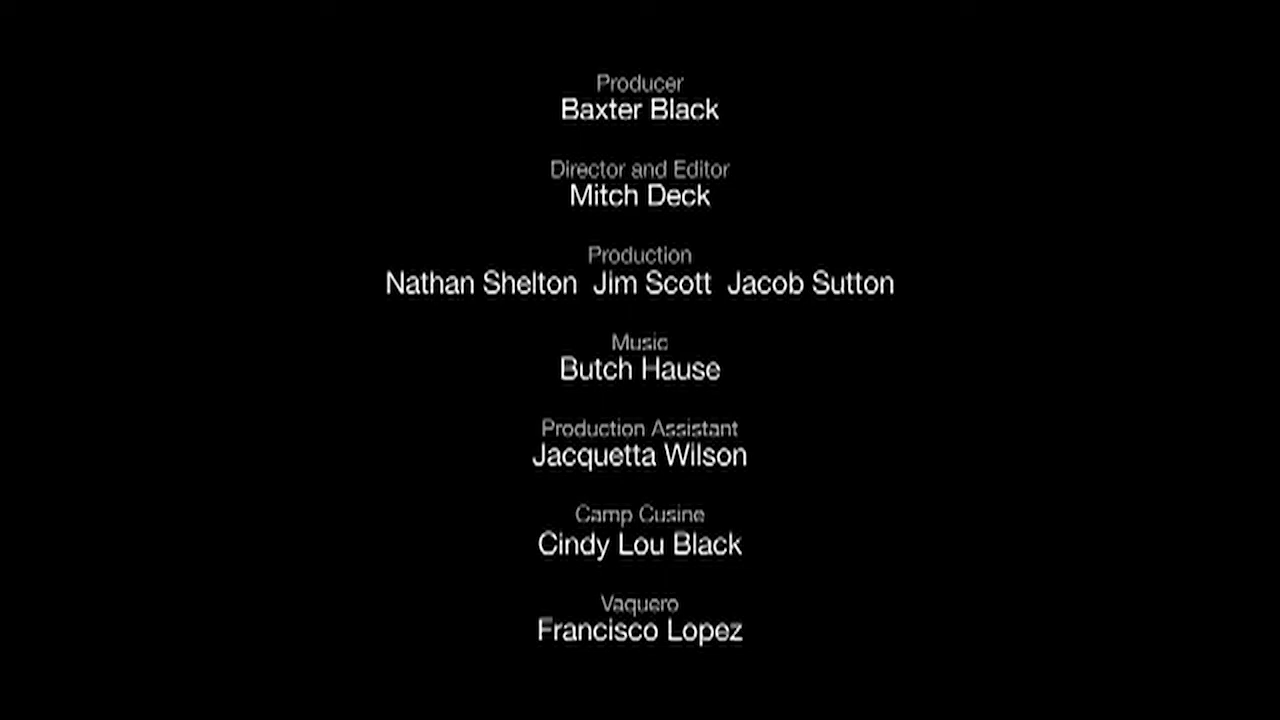 Producer
Baxter Black
Director and Editor
Mitch Deck
Production
Nathan Shelton  Jim Scott  Jacob Sutton
Music
Butch Hause
Production Assistant
Jacquetta Wilson
Camp Cusine
Cindy Lou Black
Vaquero
Francisco Lopez